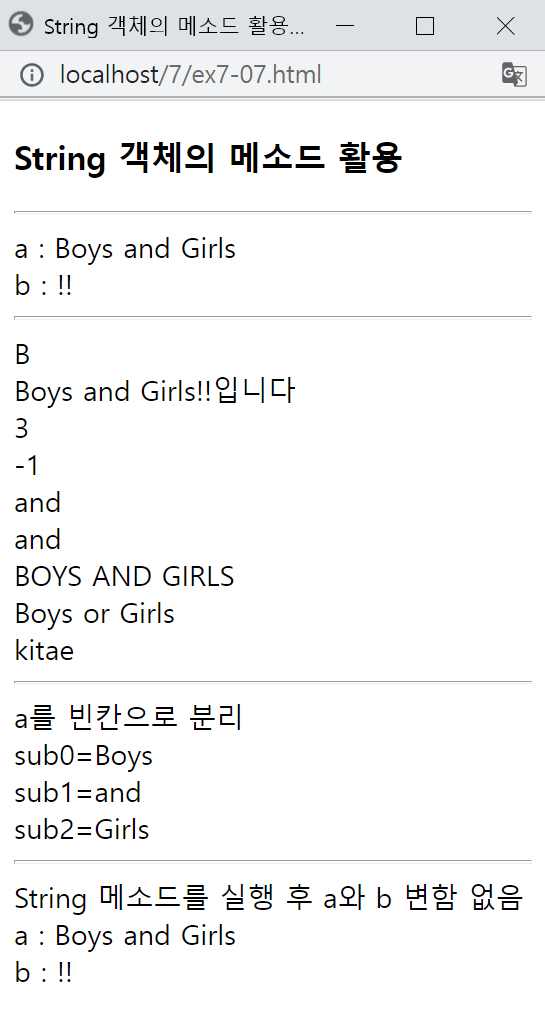 String 객체의 메소드 활용...
localhost/7/ex7-07.html
String 객체의 메소드 활용
a : Boys and Girls
b : !!
B
Boys and Girls!!입니다
3
-1
and
and
BOYS AND GIRLS
Boys or Girls
kitae
a를 빈칸으로 분리
sub0=Boys
sub1=and
sub2=Girls
String 메소드를 실행 후 a와 b 변함 없음
a : Boys and Girls
b : !!